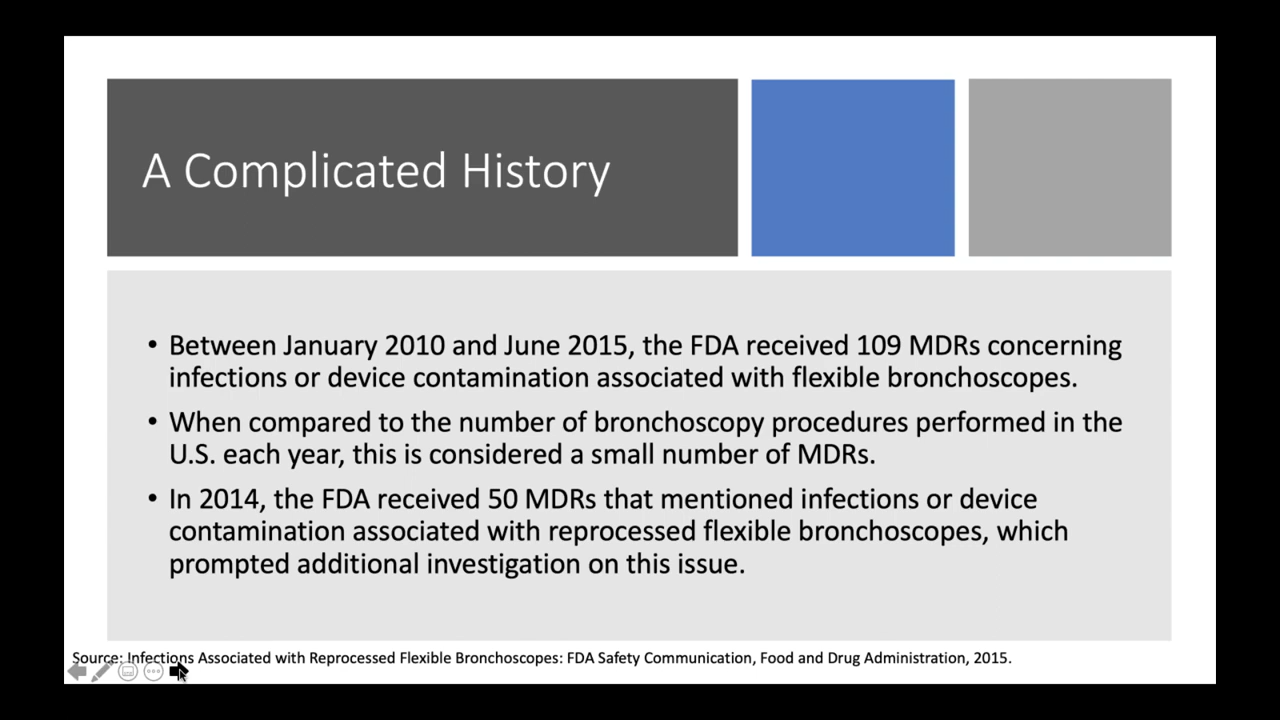 A Complicated History
• Between January 2010 and June 2015, the FDA received 109 MDRs concerning
infections or device contamination associated with flexible bronchoscopes.
• When compared to the number of bronchoscopy procedures performed in the
U.S. each year, this is considered a small number of MDRs.
• In 2014, the FDA received 50 MDRs that mentioned infections or device
contamination associated with reprocessed flexible bronchoscopes, which
prompted additional investigation on this issue.
Source: Infections Associated with Reprocessed Flexible Bronchoscopes: FDA Safety Communication, Food and Drug Administration, 2015.